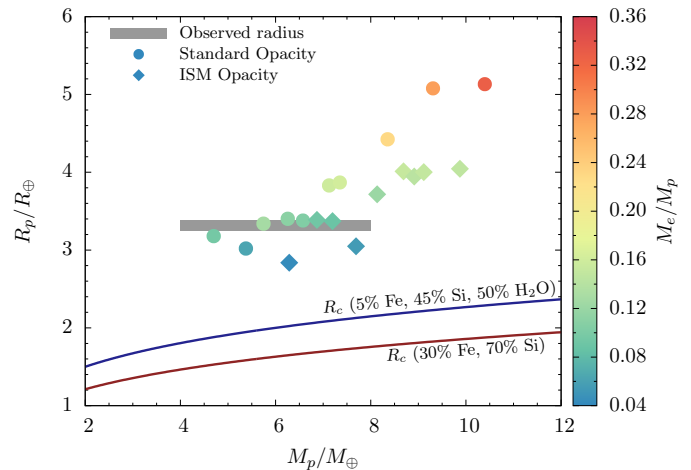 Observed radius
Standard Opacity
ISM Opacity
R_p/R_⊕
6
5
4
3
2
1
R_c (5% Fe, 45% Si, 50% H₂O)
R_c (30% Fe, 70% Si)
2 4 6 8 10 12
M_p/M_⊕
0.36
0.32
0.28
0.24
0.20
0.16
0.12
0.08
0.04
M_e/M_p